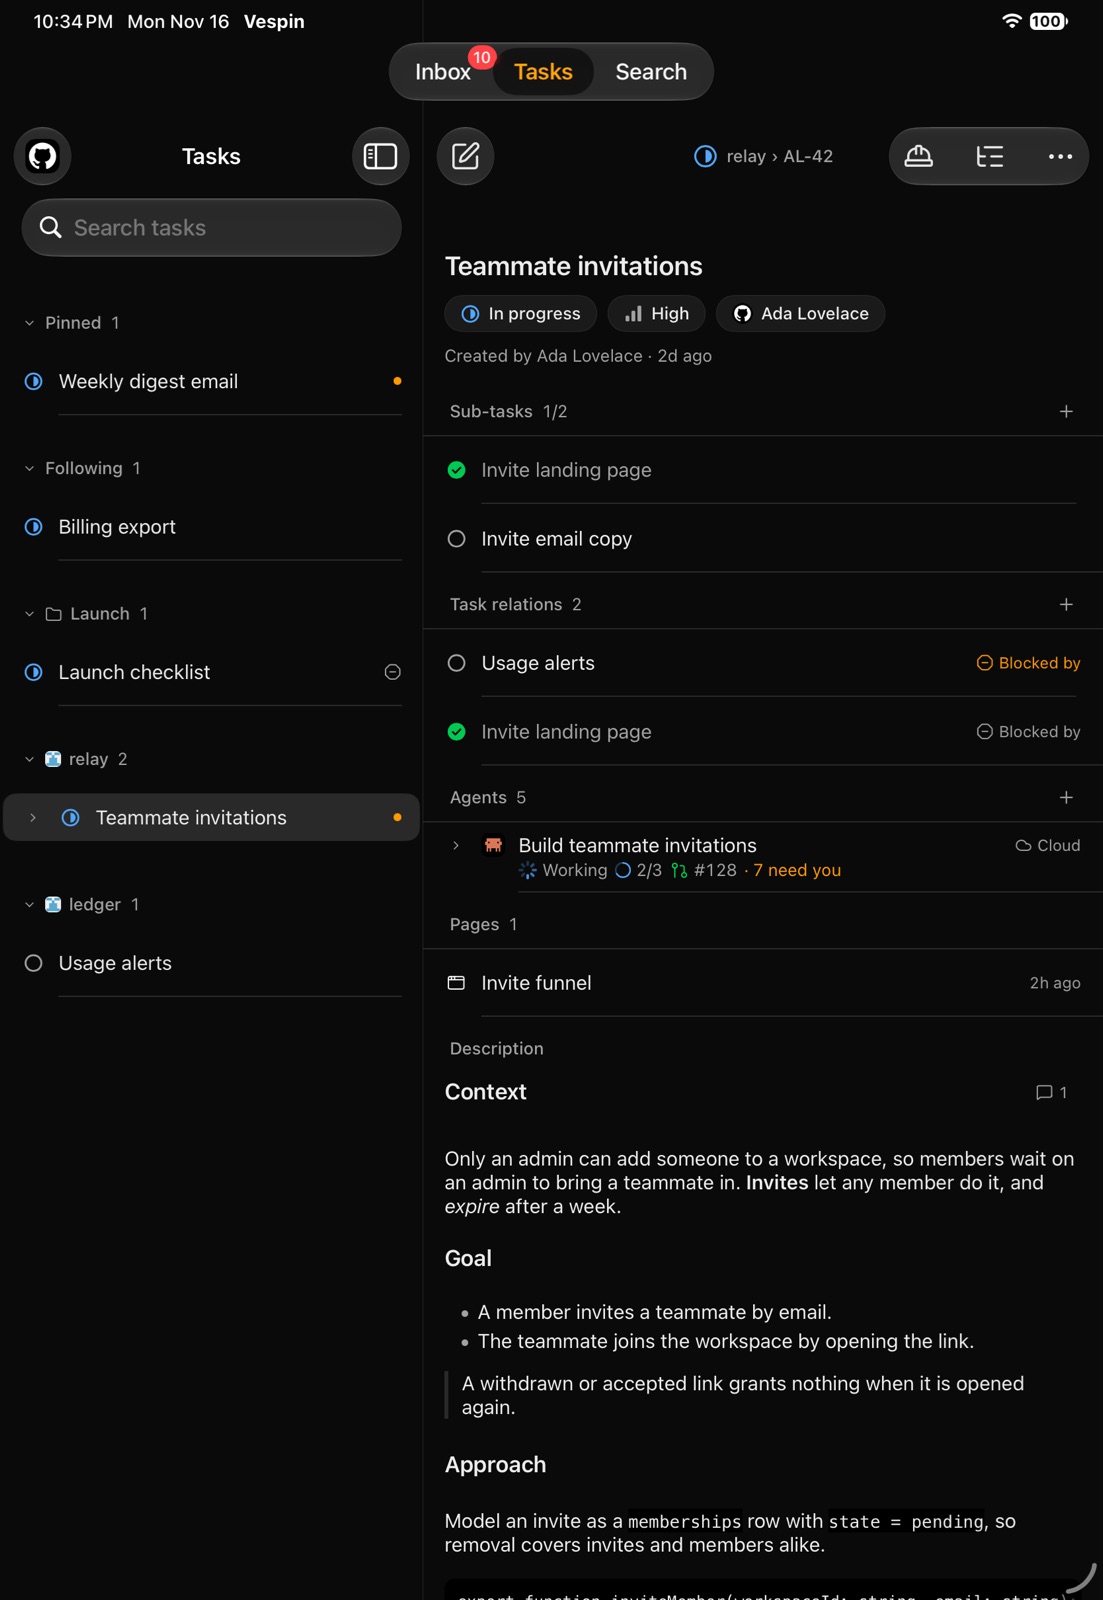 10:34 PM Mon Nov 16 Vespin
100
Inbox 10 Tasks Search
Tasks
relay › AL-42
Search tasks
Pinned 1
Weekly digest email
Following 1
Billing export
Launch 1
Launch checklist
relay 2
Teammate invitations
ledger 1
Usage alerts
Teammate invitations
In progress High Ada Lovelace
Created by Ada Lovelace · 2d ago
Sub-tasks 1/2
Invite landing page
Invite email copy
Task relations 2
Usage alerts Blocked by
Invite landing page Blocked by
Agents 5
Build teammate invitations Cloud
Working 2/3 #128 · 7 need you
Pages 1
Invite funnel 2h ago
Description
Context 1
Only an admin can add someone to a workspace, so members wait on
an admin to bring a teammate in. Invites let any member do it, and
expire after a week.
Goal
• A member invites a teammate by email.
• The teammate joins the workspace by opening the link.
A withdrawn or accepted link grants nothing when it is opened
again.
Approach
Model an invite as a memberships row with state = pending, so
removal covers invites and members alike.
export function inviteMember(workspaceId: string, email: string)